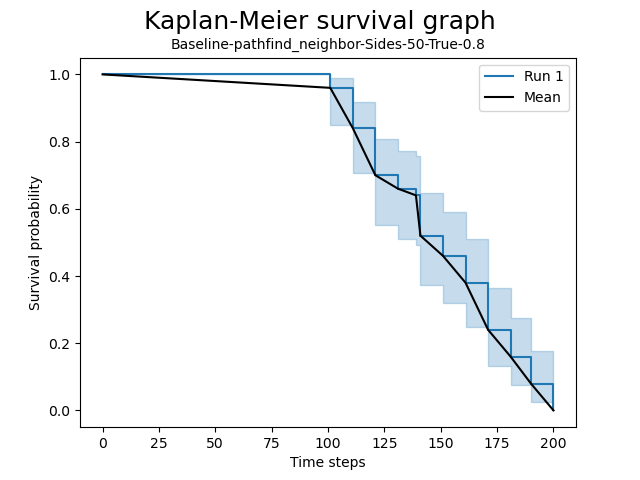 Kaplan-Meier survival graph
Baseline-pathfind_neighbor-Sides-50-True-0.8
Run 1
Mean
1.0
0.8
0.6
0.4
0.2
0.0
Survival probability
0 25 50 75 100 125 150 175 200
Time steps